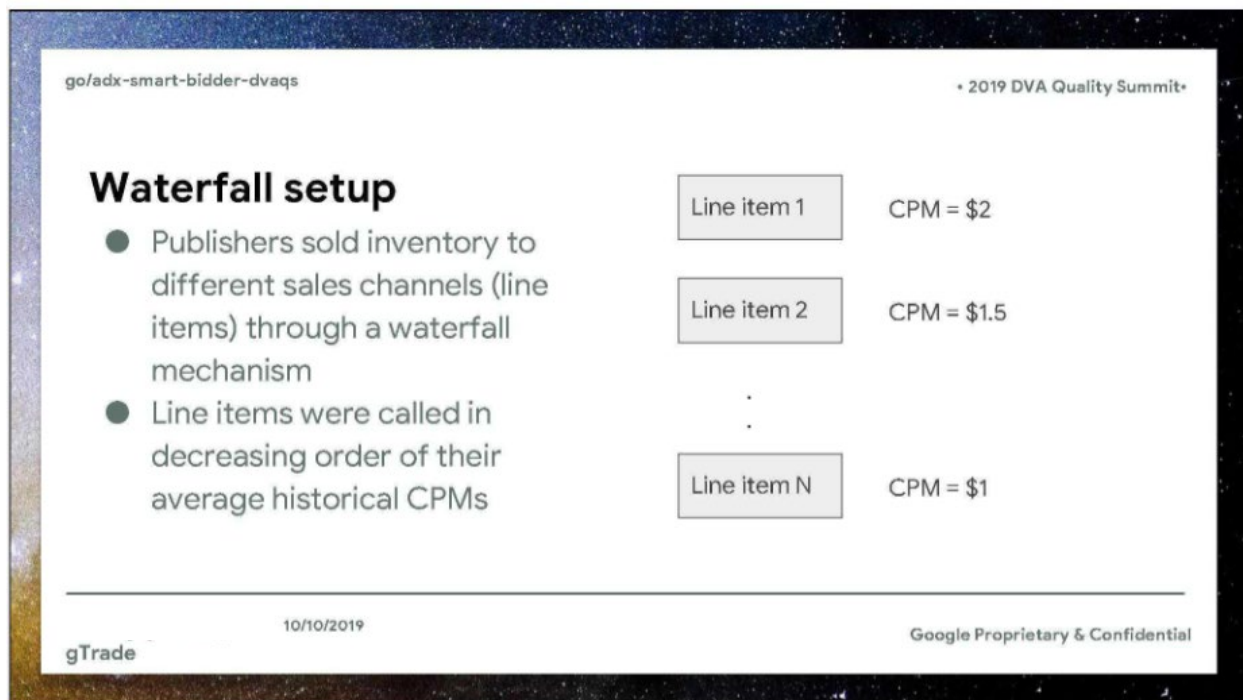 go/adx-smart-bidder-dvaqs
• 2019 DVA Quality Summit•
Waterfall setup
● Publishers sold inventory to
different sales channels (line
items) through a waterfall
mechanism
● Line items were called in
decreasing order of their
average historical CPMs
Line item 1 CPM = $2
Line item 2 CPM = $1.5
.
.
Line item N CPM = $1
10/10/2019
gTrade
Google Proprietary & Confidential